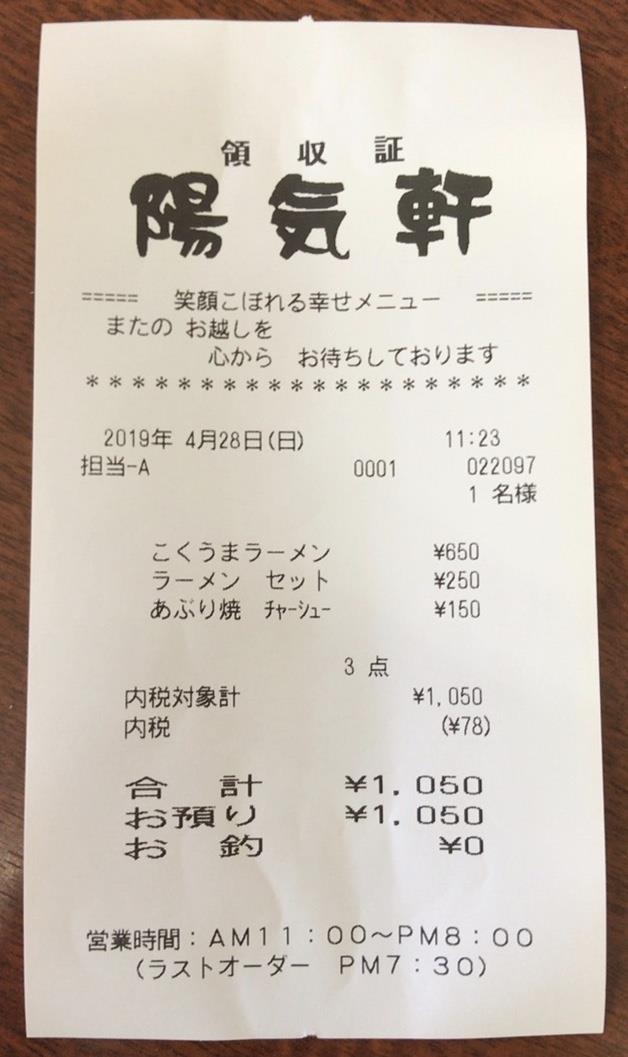 領収証
陽気軒
===== 笑顔こぼれる幸せメニュー =====
またの お越しを
心から お待ちしております
********************
2019年 4月28日(日) 11:23
担当-A 0001 022097
1 名様
こくうまラーメン ¥650
ラーメン セット ¥250
あぶり焼 ﾁｬｰｼｭｰ ¥150
3 点
内税対象計 ¥1,050
内税 (¥78)
合計 ¥1,050
お預り ¥1,050
お釣 ¥0
営業時間：ＡＭ１１：００～ＰＭ８：００
（ラストオーダー ＰＭ７：３０）